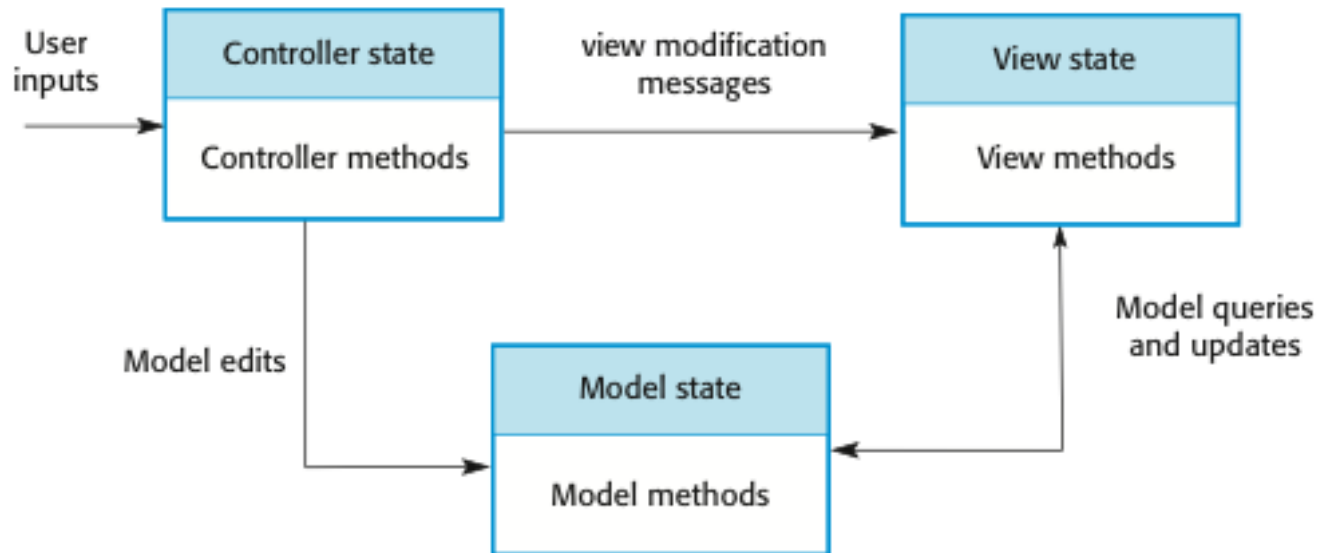 User
inputs
Controller state
Controller methods
view modification
messages
View state
View methods
Model edits
Model state
Model methods
Model queries
and updates